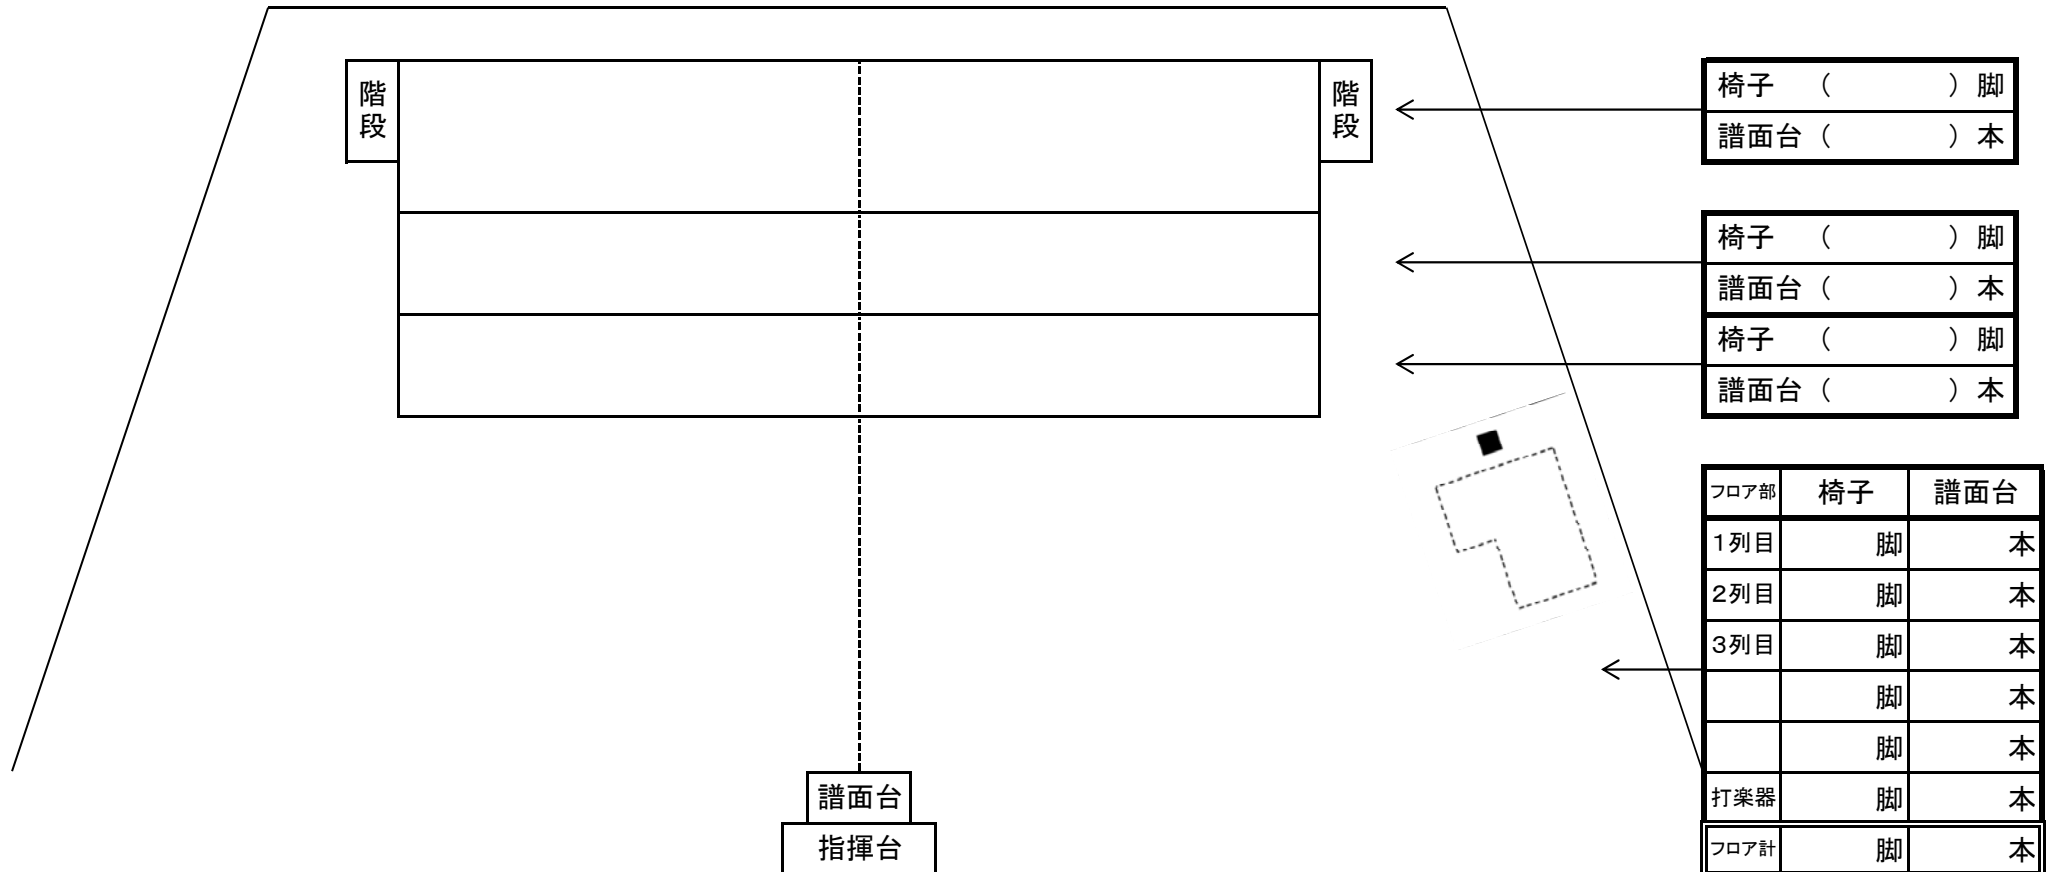 階段
階段
椅子　（　　　　）脚
譜面台（　　　　）本
椅子　（　　　　）脚
譜面台（　　　　）本
椅子　（　　　　）脚
譜面台（　　　　）本
フロア部　椅子　譜面台
1列目　脚　本
2列目　脚　本
3列目　脚　本
脚　本
脚　本
打楽器　脚　本
フロア計　脚　本
譜面台
指揮台